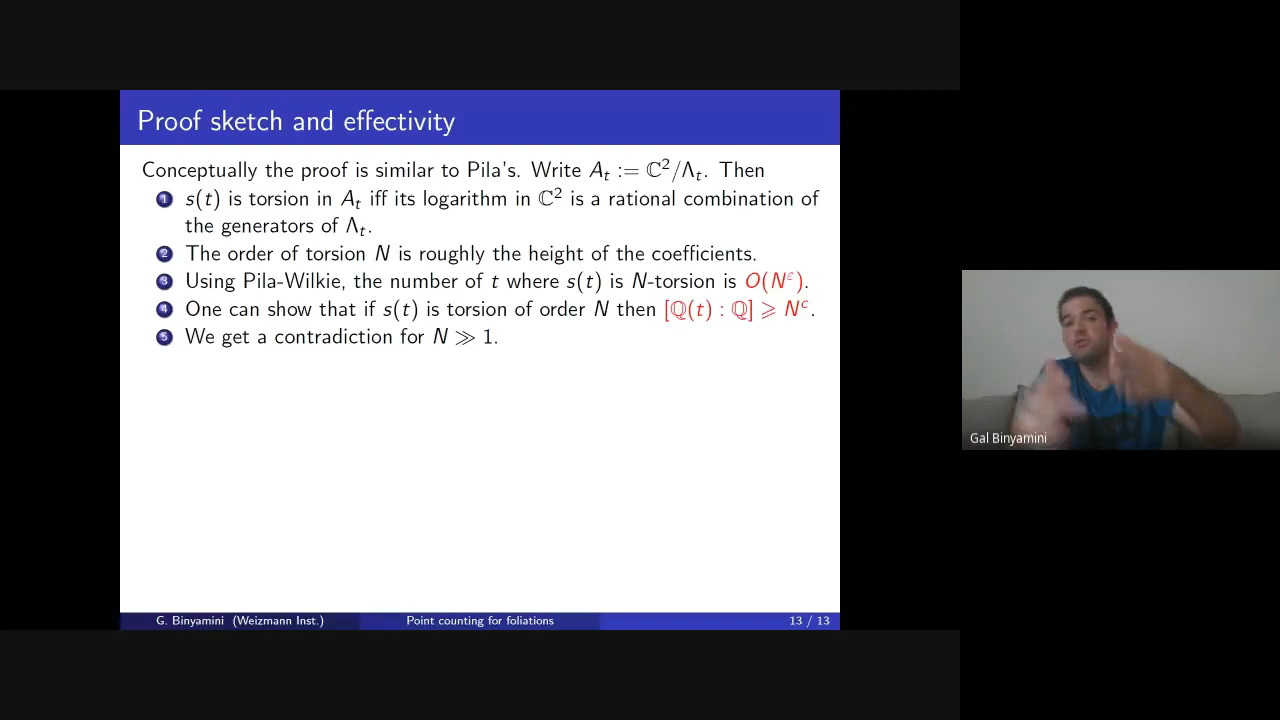 Proof sketch and effectivity
Conceptually the proof is similar to Pila's. Write A_t := ℂ²/Λ_t. Then
1 s(t) is torsion in A_t iff its logarithm in ℂ² is a rational combination of
the generators of Λ_t.
2 The order of torsion N is roughly the height of the coefficients.
3 Using Pila-Wilkie, the number of t where s(t) is N-torsion is O(N^ε).
4 One can show that if s(t) is torsion of order N then [ℚ(t) : ℚ] ⩾ N^c.
5 We get a contradiction for N ≫ 1.
Gal Binyamini
G. Binyamini (Weizmann Inst.) Point counting for foliations 13 / 13